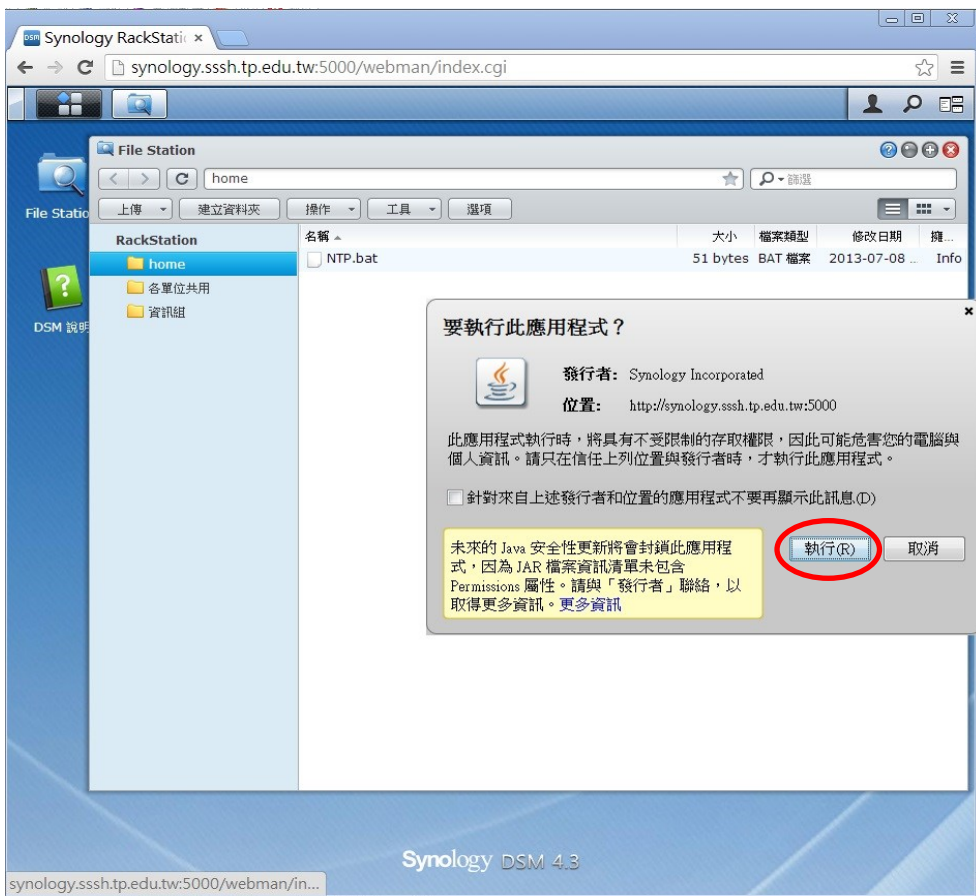 Synology RackStatic
synology.sssh.tp.edu.tw:5000/webman/index.cgi
File Station
home
篩選
上傳 建立資料夾 操作 工具 選項
RackStation
home
各單位共用
資訊組
名稱 大小 檔案類型 修改日期 擁...
NTP.bat 51 bytes BAT 檔案 2013-07-08 ... Info
File Statio
DSM 說明
要執行此應用程式？
發行者: Synology Incorporated
位置: http://synology.sssh.tp.edu.tw:5000
此應用程式執行時，將具有不受限制的存取權限，因此可能危害您的電腦與
個人資訊。請只在信任上列位置與發行者時，才執行此應用程式。
針對來自上述發行者和位置的應用程式不要再顯示此訊息(D)
未來的 Java 安全性更新將會封鎖此應用程
式，因為 JAR 檔案資訊清單未包含
Permissions 屬性。請與「發行者」聯絡，以
取得更多資訊。更多資訊
執行(R) 取消
Synology DSM 4.3
synology.sssh.tp.edu.tw:5000/webman/in...